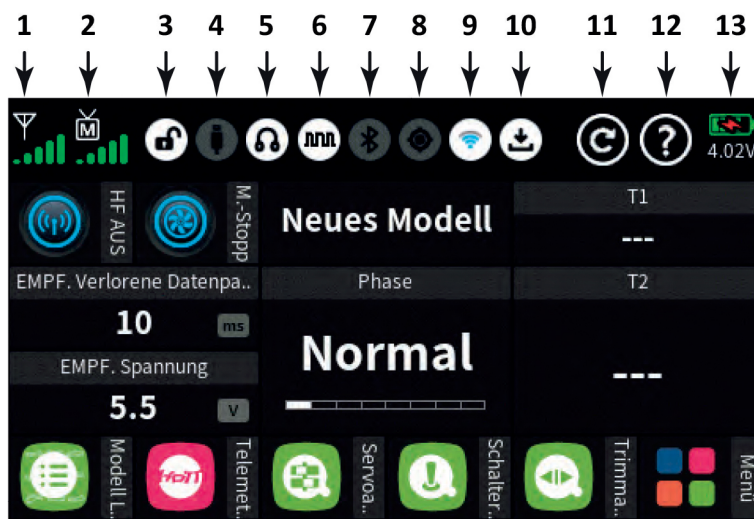 1 2 3 4 5 6 7 8 9 10 11 12 13
M
4.02V
HF AUS
M.-Stopp
Neues Modell
T1
---
EMPF. Verlorene Datenpa..
Phase
T2
10 ms
Normal
---
EMPF. Spannung
5.5 V
Modell L..
HoTT
Telemet..
Servoa..
Schalter..
Trimma..
Menü